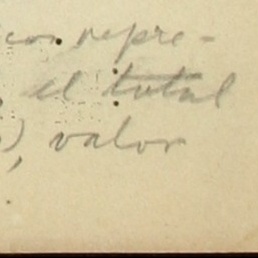 con repre-
el total
), valor